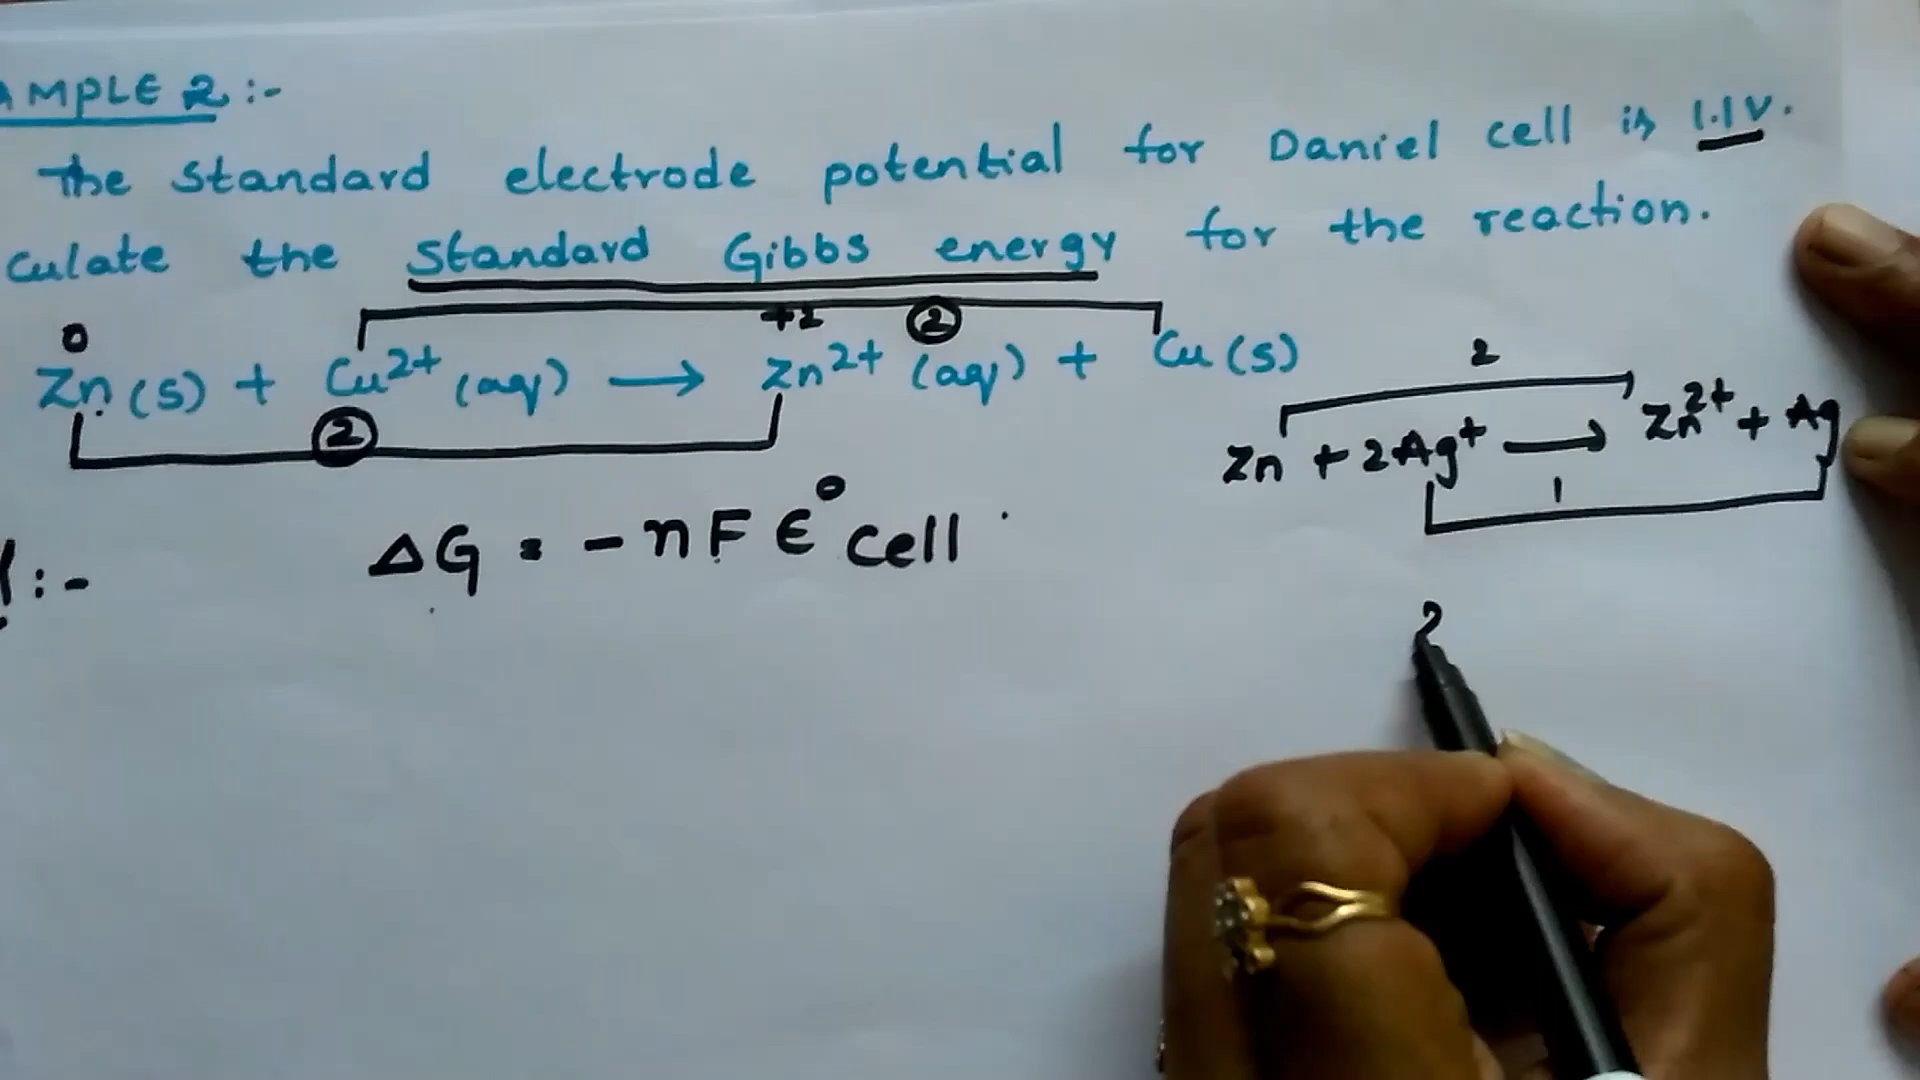 AMPLE 2 :-
The standard electrode potential for Daniel cell is 1.1V.
culate the standard Gibbs energy for the reaction.
0 +2 ②
Zn (s) + Cu2+ (aq) → Zn2+ (aq) + Cu (s)
②
2
Zn + 2Ag+ → Zn2+ + Ag
1
:- ΔG = -nFE°cell
2